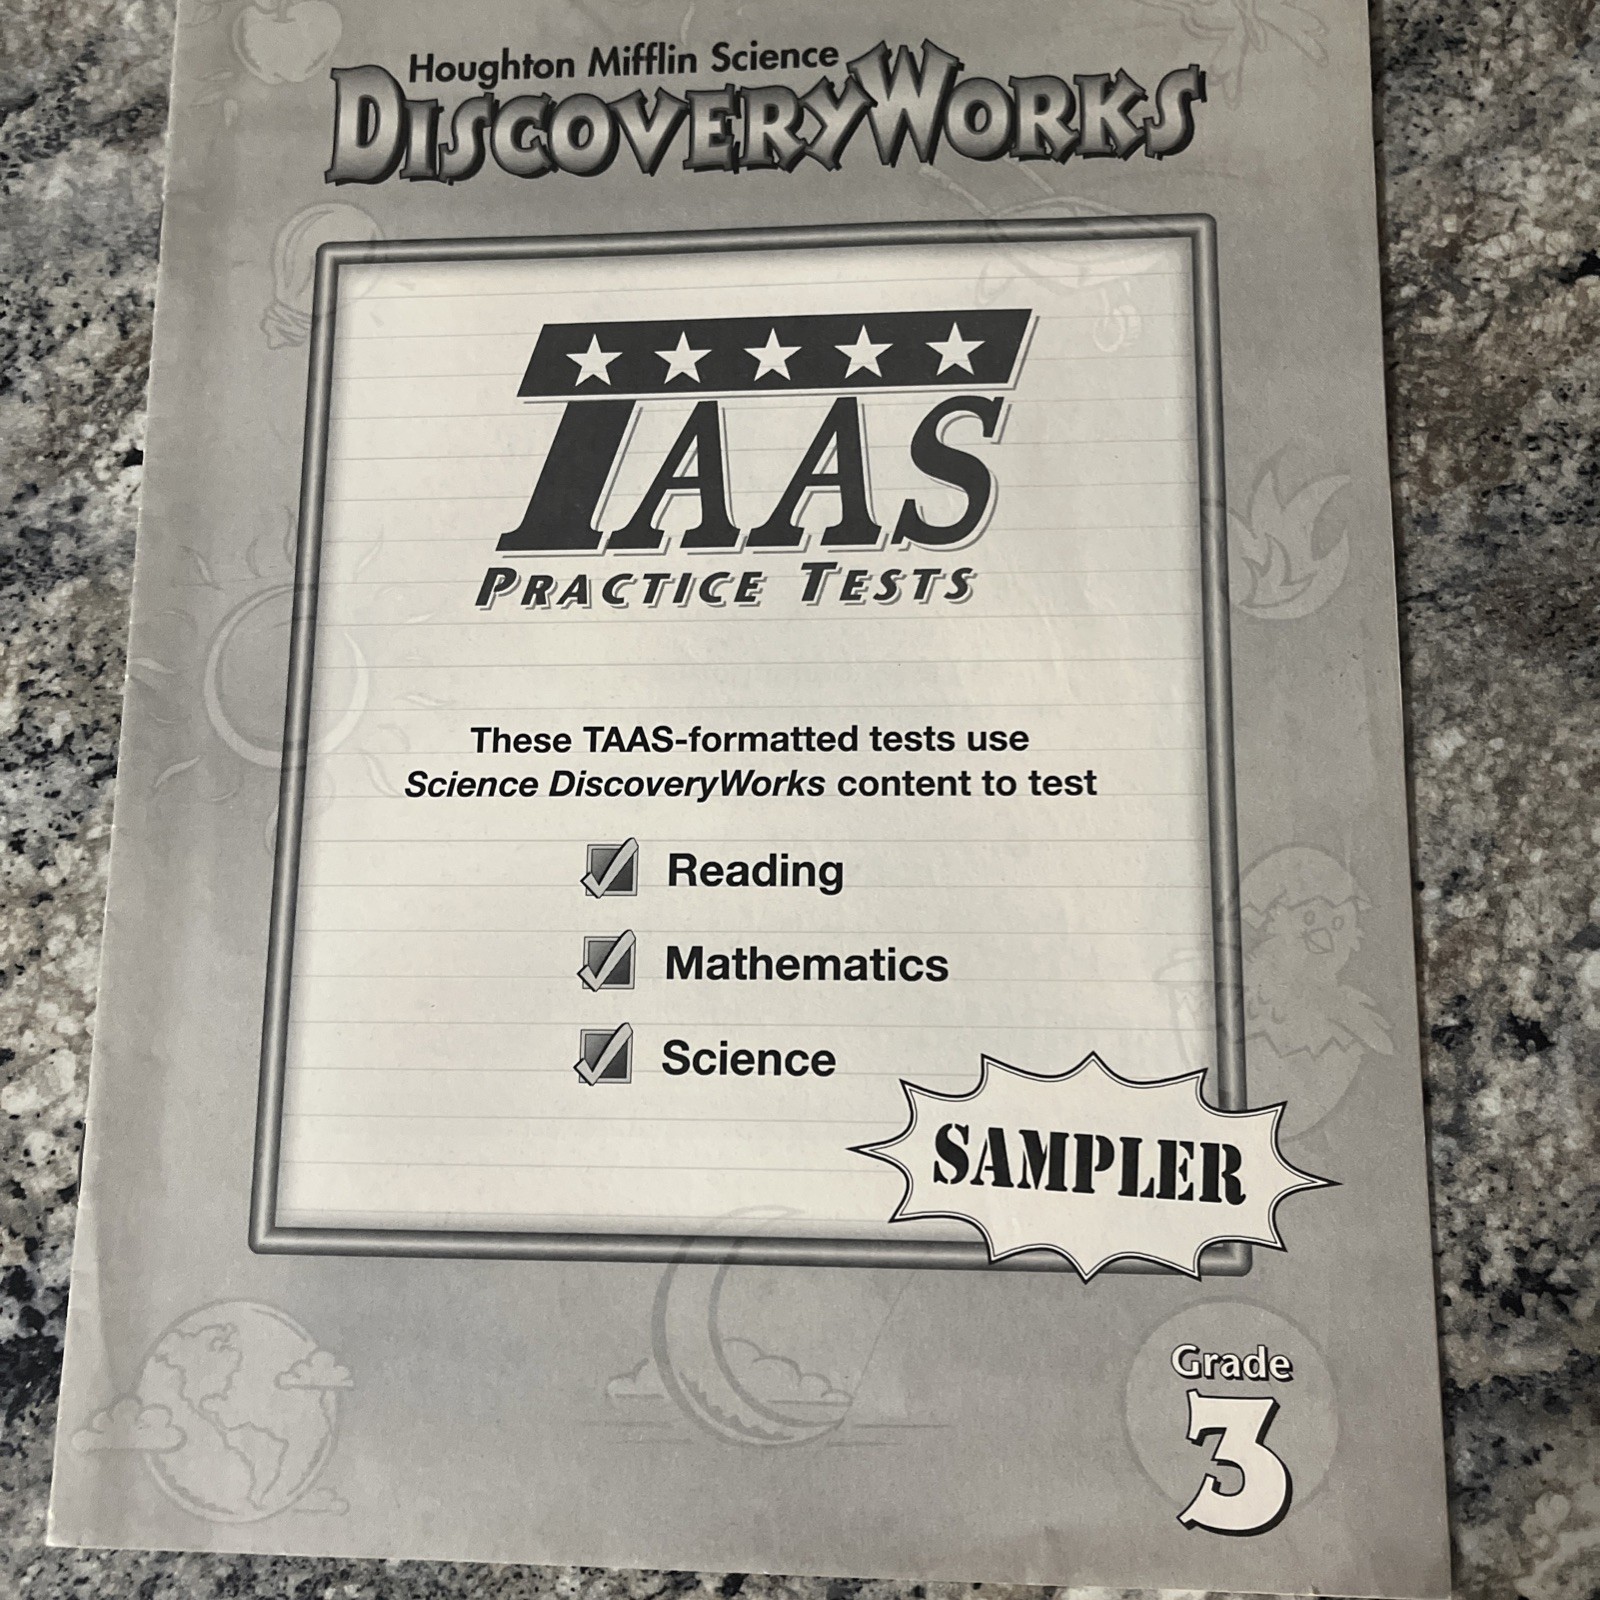 Houghton Mifflin Science
DISCOVERYWORKS
TAAS
PRACTICE TESTS
These TAAS-formatted tests use
Science DiscoveryWorks content to test
Reading
Mathematics
Science
SAMPLER
Grade
3